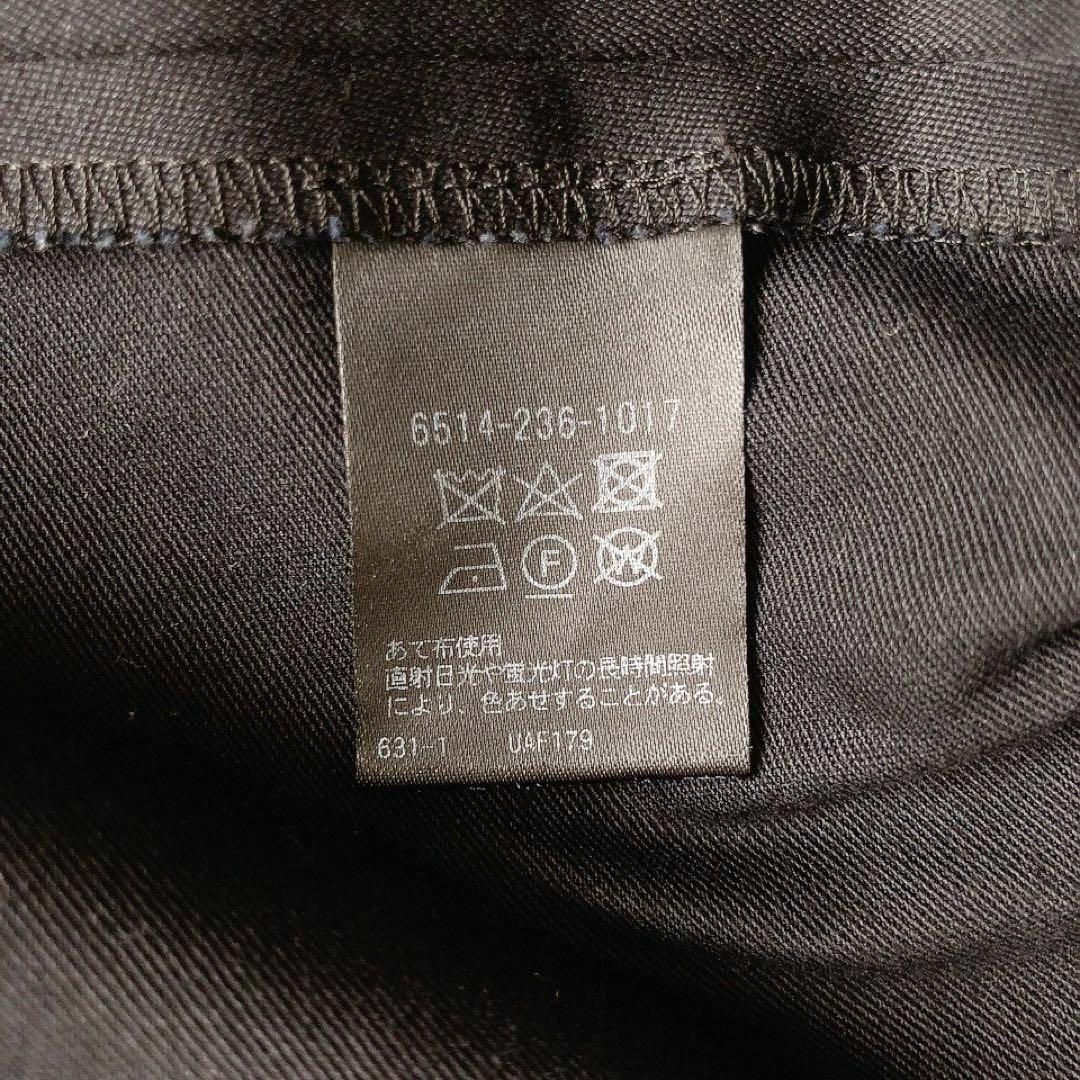 6514-236-1017
F
W
あて布使用
直射日光や蛍光灯の長時間照射
により、色あせすることがある。
631-1 U4F179